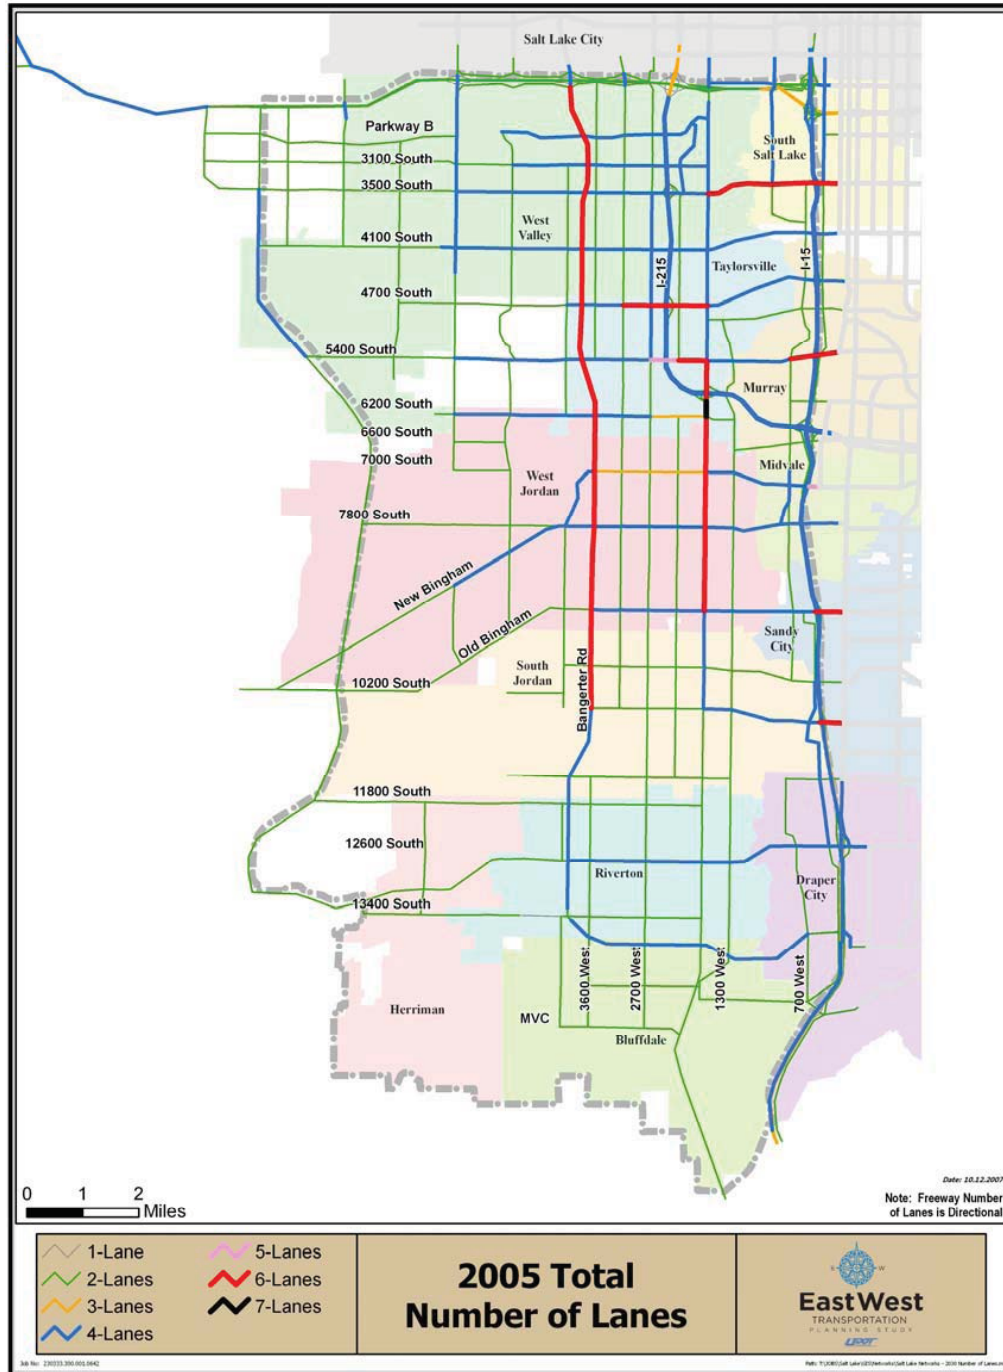 Salt Lake City
Parkway B
South
Salt Lake
3100 South
3500 South
West
Valley
4100 South
I-215
Taylorsville
I-15
4700 South
5400 South
Murray
6200 South
6600 South
7000 South
Midvale
West
Jordan
7800 South
New Bingham
Old Bingham
Sandy
City
South
Jordan
10200 South
Bangerter Rd
11800 South
12600 South
Riverton
Draper
City
13400 South
3600 West
2700 West
1300 West
700 West
Herriman
MVC
Bluffdale
Date: 10.12.2007
0 1 2
Miles
Note: Freeway Number
of Lanes is Directional
1-Lane
2-Lanes
3-Lanes
4-Lanes
5-Lanes
6-Lanes
7-Lanes
2005 Total
Number of Lanes
S W
EastWest
TRANSPORTATION
PLANNING STUDY
UDOT